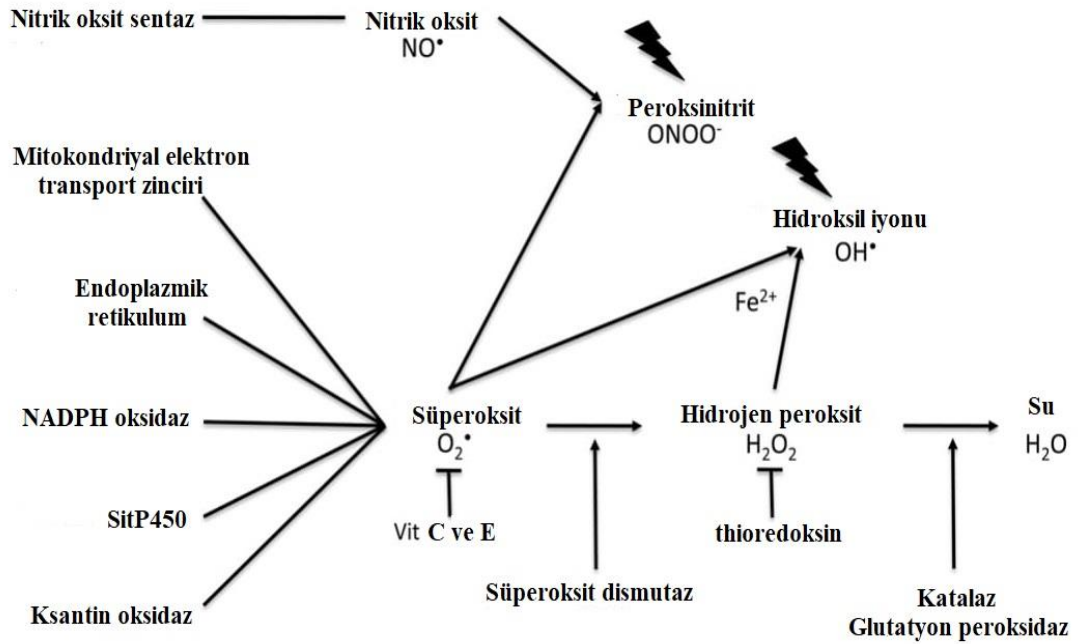 Nitrik oksit sentaz
Nitrik oksit
NO•
Peroksinitrit
ONOO⁻
Mitokondriyal elektron
transport zinciri
Hidroksil iyonu
OH•
Endoplazmik
retikulum
Fe²⁺
NADPH oksidaz
Süperoksit
O₂•
Hidrojen peroksit
H₂O₂
Su
H₂O
SitP450
Vit C ve E
thioredoksin
Ksantin oksidaz
Süperoksit dismutaz
Katalaz
Glutatyon peroksidaz